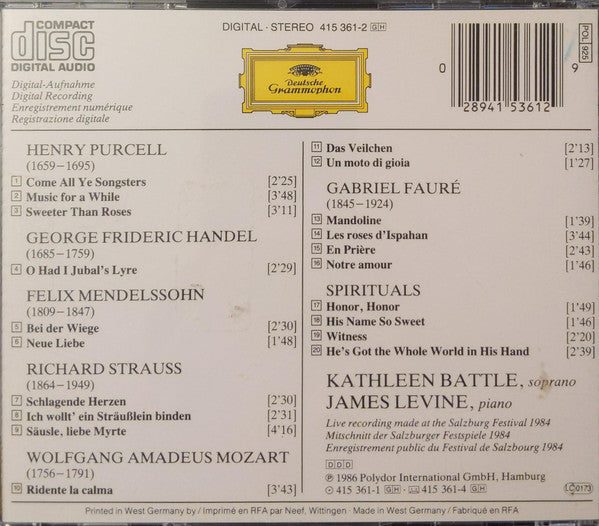 COMPACT
disc
DIGITAL AUDIO
DIGITAL · STEREO 415 361-2 GH
Deutsche
Grammophon
POL 925
0 28941 53612 9
Digital-Aufnahme
Digital Recording
Enregistrement numérique
Registrazione digitale
HENRY PURCELL
(1659–1695)
1 Come All Ye Songsters [2'25]
2 Music for a While [3'48]
3 Sweeter Than Roses [3'11]
GEORGE FRIDERIC HANDEL
(1685–1759)
4 O Had I Jubal's Lyre [2'29]
FELIX MENDELSSOHN
(1809–1847)
5 Bei der Wiege [2'30]
6 Neue Liebe [1'48]
RICHARD STRAUSS
(1864–1949)
7 Schlagende Herzen [2'30]
8 Ich wollt' ein Sträußlein binden [2'31]
9 Säusle, liebe Myrte [4'16]
WOLFGANG AMADEUS MOZART
(1756–1791)
10 Ridente la calma [3'43]
11 Das Veilchen [2'13]
12 Un moto di gioia [1'27]
GABRIEL FAURÉ
(1845–1924)
13 Mandoline [1'39]
14 Les roses d'Ispahan [3'44]
15 En Prière [2'43]
16 Notre amour [1'46]
SPIRITUALS
17 Honor, Honor [1'49]
18 His Name So Sweet [1'46]
19 Witness [2'20]
20 He's Got the Whole World in His Hand [2'39]
KATHLEEN BATTLE, soprano
JAMES LEVINE, piano
Live recording made at the Salzburg Festival 1984
Mitschnitt der Salzburger Festspiele 1984
Enregistrement public du Festival de Salzbourg 1984
DDD
℗ 1986 Polydor International GmbH, Hamburg
415 361-1 GH · 415 361-4 GH LC 0173
Printed in West Germany by / Imprimé en RFA par Neef, Wittingen · Made in West Germany / Fabriqué en RFA